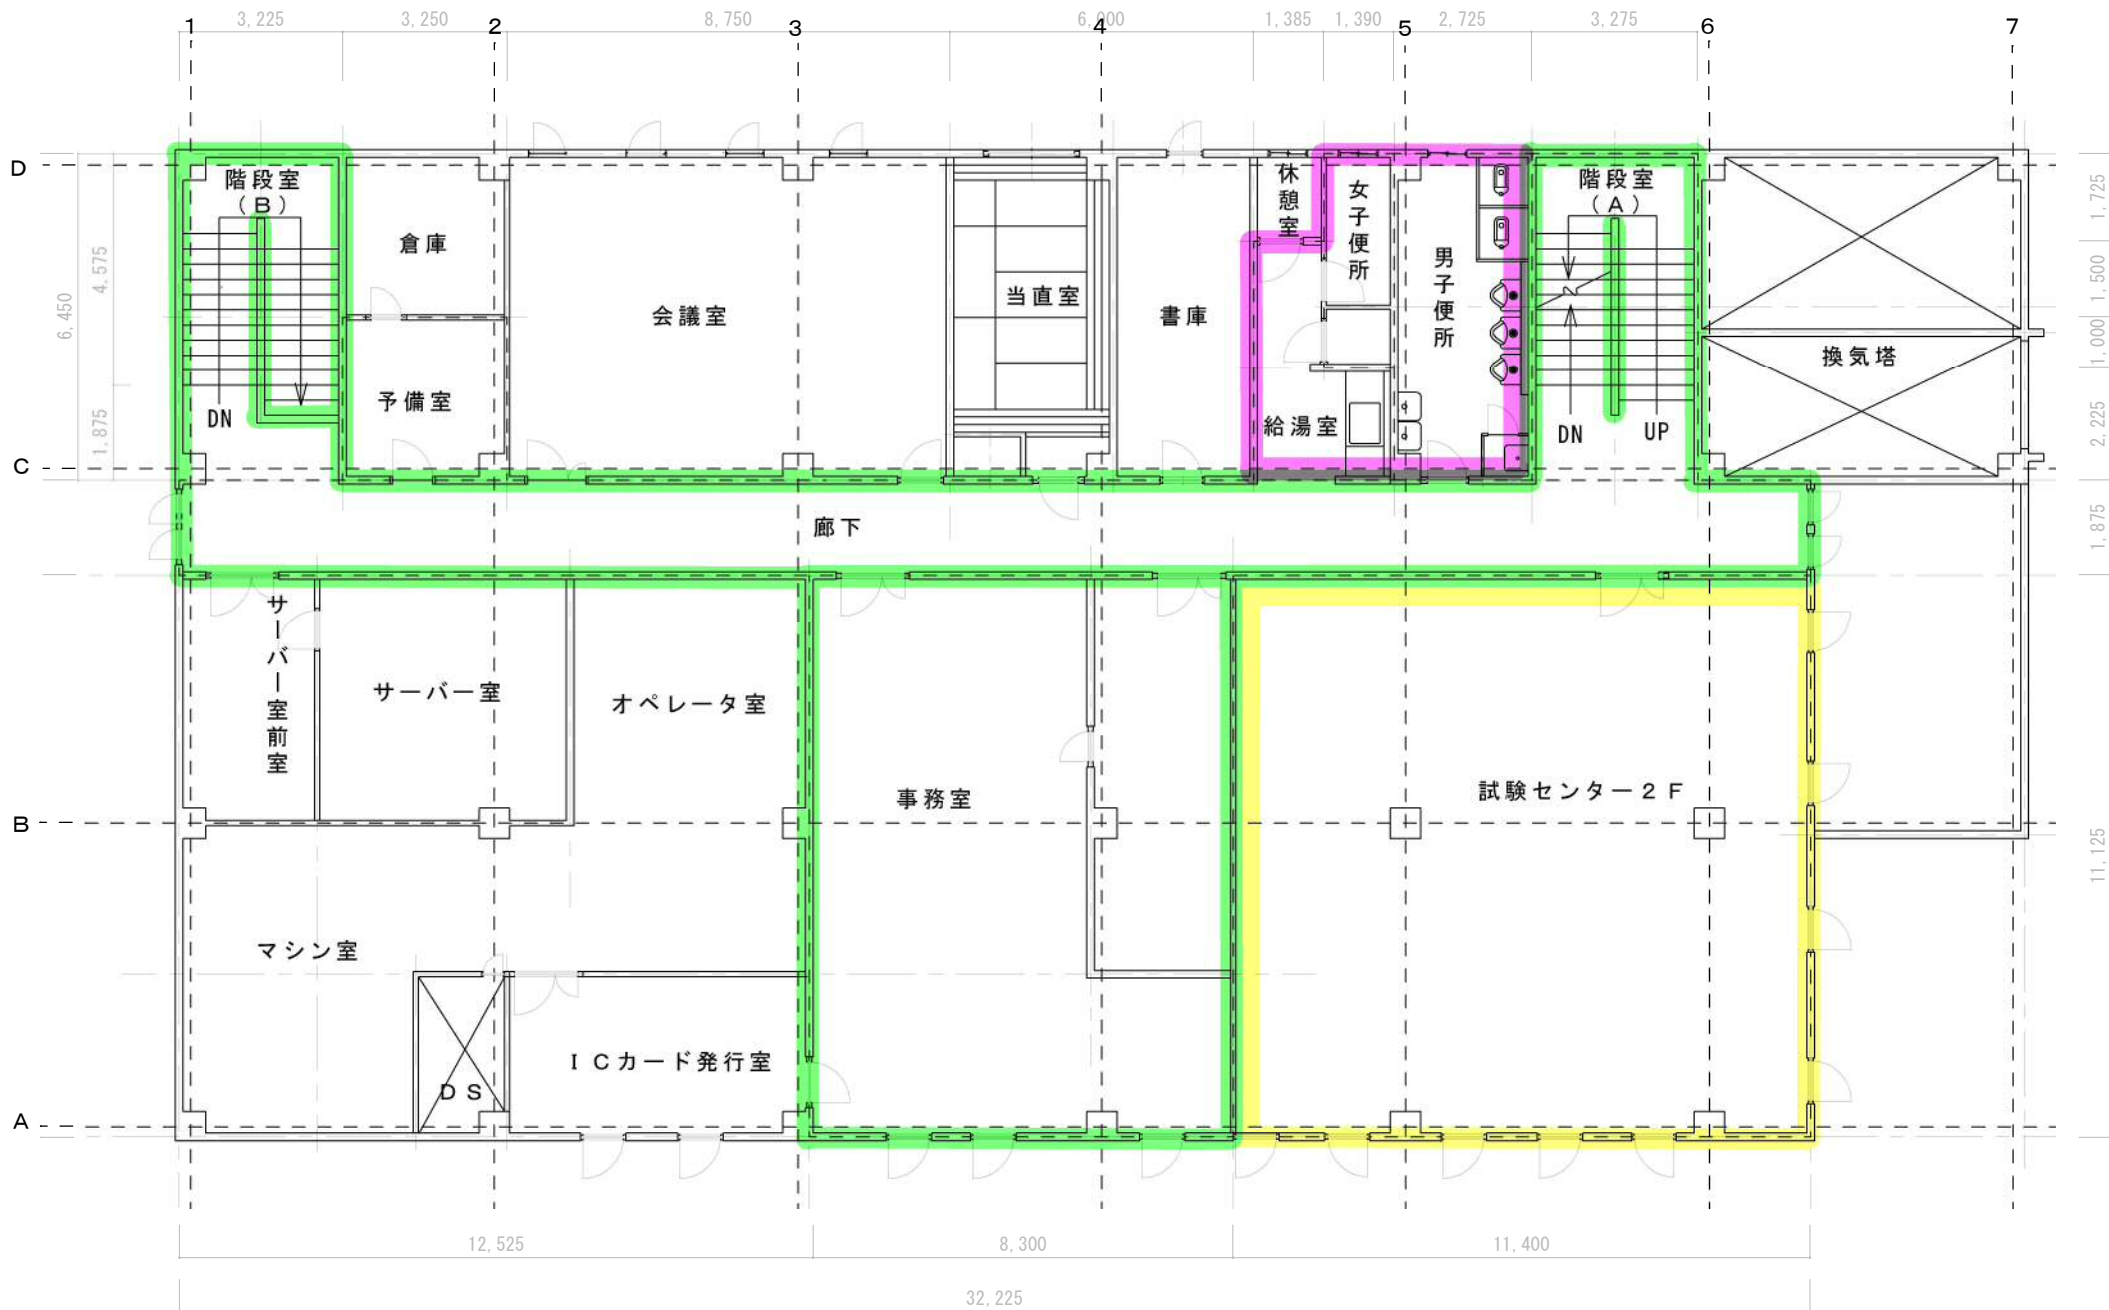 3,225
3,250
8,750
6,000
1,385
1,390
2,725
3,275
1
2
3
4
5
6
7
D
C
B
A
6,450
4.575
1,875
1,725
1,500
1,000
2,225
1,875
11,125
階段室
(B)
DN
倉庫
予備室
会議室
当直室
書庫
休憩室
女子便所
男子便所
給湯室
階段室
(A)
DN
UP
換気塔
廊下
サーバー室前室
サーバー室
オペレータ室
事務室
試験センター2F
マシン室
DS
ICカード発行室
12,525
8,300
11,400
32,225